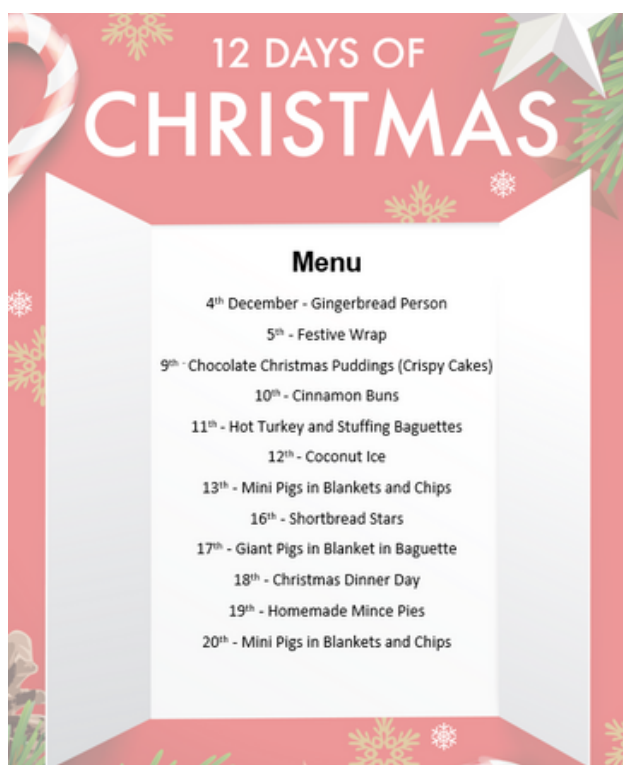 12 DAYS OF
CHRISTMAS
Menu
4th December - Gingerbread Person
5th - Festive Wrap
9th - Chocolate Christmas Puddings (Crispy Cakes)
10th - Cinnamon Buns
11th - Hot Turkey and Stuffing Baguettes
12th - Coconut Ice
13th - Mini Pigs in Blankets and Chips
16th - Shortbread Stars
17th - Giant Pigs in Blanket in Baguette
18th - Christmas Dinner Day
19th - Homemade Mince Pies
20th - Mini Pigs in Blankets and Chips